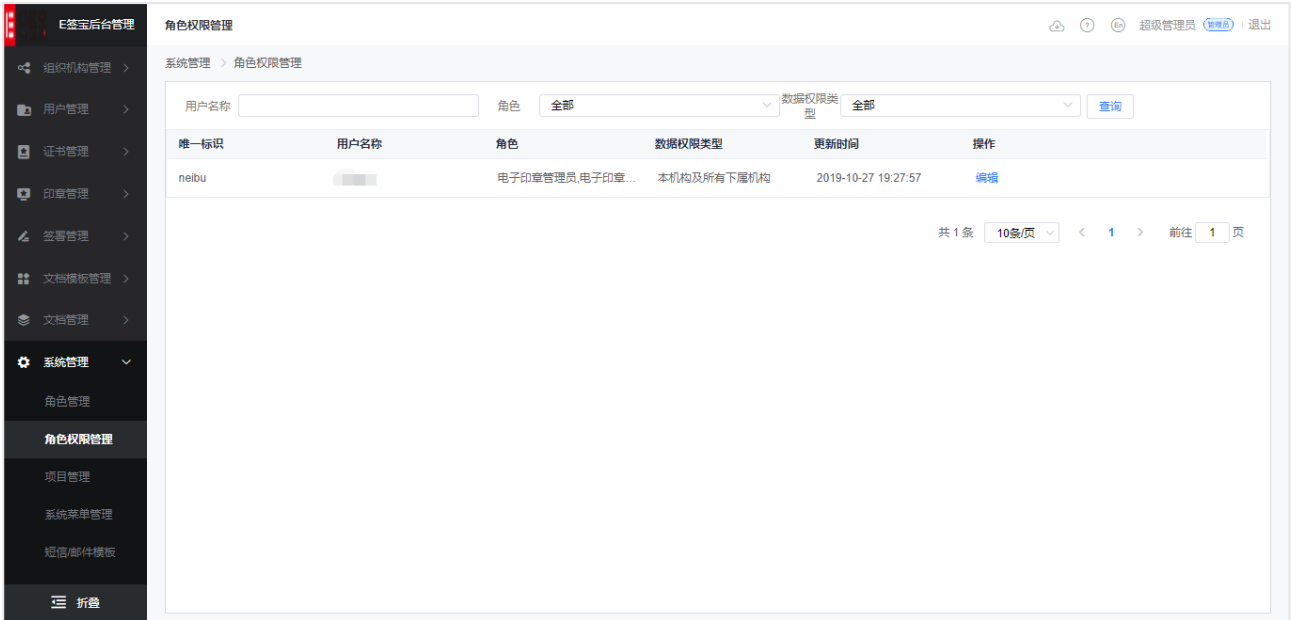 E签宝后台管理
角色权限管理
En 超级管理员 管理员 退出
组织机构管理
用户管理
证书管理
印章管理
签署管理
文档模板管理
文档管理
系统管理
角色管理
角色权限管理
项目管理
系统菜单管理
短信/邮件模板
折叠
系统管理 > 角色权限管理
用户名称 角色 全部 数据权限类型 全部 查询
唯一标识 用户名称 角色 数据权限类型 更新时间 操作
neibu 电子印章管理员,电子印章... 本机构及所有下属机构 2019-10-27 19:27:57 编辑
共 1 条 10条/页 < 1 > 前往 1 页